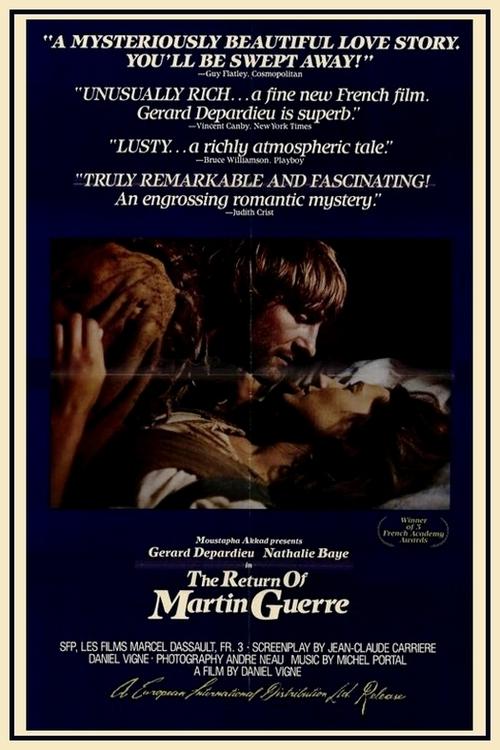 "A MYSTERIOUSLY BEAUTIFUL LOVE STORY.
YOU'LL BE SWEPT AWAY!"
—Guy Flatley, Cosmopolitan
"UNUSUALLY RICH...a fine new French film.
Gerard Depardieu is superb."
—Vincent Canby, New York Times
"LUSTY...a richly atmospheric tale."
—Bruce Williamson, Playboy
"TRULY REMARKABLE AND FASCINATING!
An engrossing romantic mystery."
—Judith Crist
Winner
of 3
French Academy
Awards
Moustapha Akkad presents
Gerard Depardieu Nathalie Baye
in
The Return Of
Martin Guerre
SFP, LES FILMS MARCEL DASSAULT, FR. 3 · SCREENPLAY BY JEAN-CLAUDE CARRIERE
DANIEL VIGNE · PHOTOGRAPHY ANDRE NEAU MUSIC BY MICHEL PORTAL
A FILM BY DANIEL VIGNE
A European International Distribution Ltd. Release